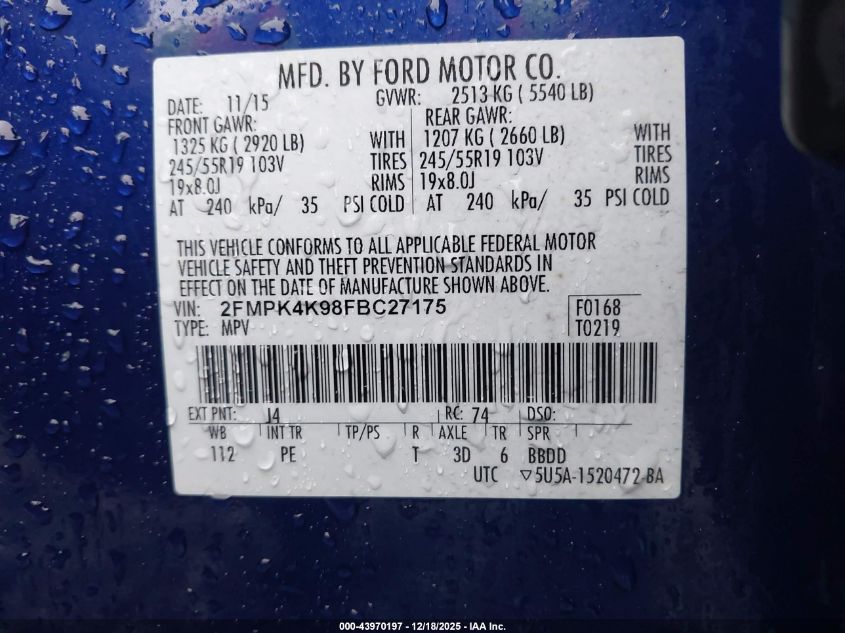 MFD. BY FORD MOTOR CO.
DATE: 11/15 GVWR: 2513 KG ( 5540 LB)
FRONT GAWR: REAR GAWR:
1325 KG ( 2920 LB) WITH 1207 KG ( 2660 LB) WITH
245/55R19 103V TIRES 245/55R19 103V TIRES
19x8.0J RIMS 19x8.0J RIMS
AT 240 kPa/ 35 PSI COLD AT 240 kPa/ 35 PSI COLD
THIS VEHICLE CONFORMS TO ALL APPLICABLE FEDERAL MOTOR
VEHICLE SAFETY AND THEFT PREVENTION STANDARDS IN
EFFECT ON THE DATE OF MANUFACTURE SHOWN ABOVE.
VIN: 2FMPK4K98FBC27175 F0168
TYPE: MPV T0219
EXT PNT: J4 RC: 74 DSO:
WB INT TR TP/PS R AXLE TR SPR
112 PE T 3D 6 BBDD
UTC ▽5U5A-1520472-BA
000-43970197 - 12/18/2025 - IAA Inc.